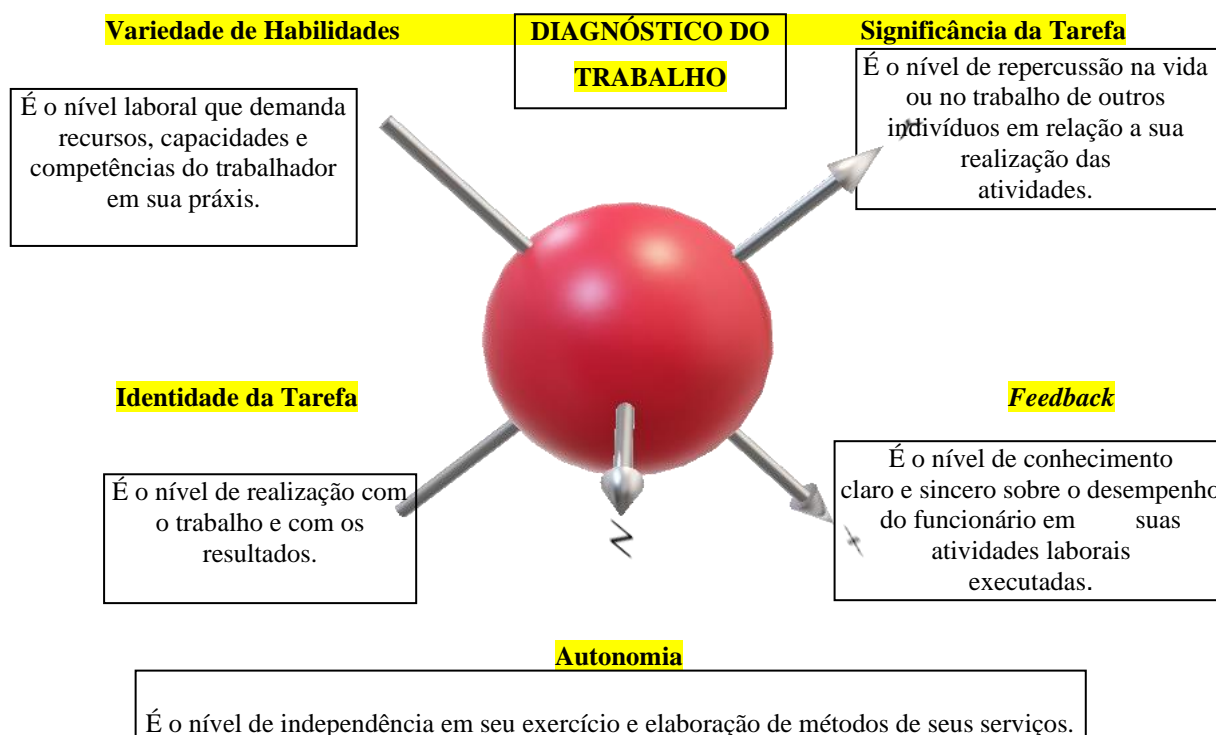 Variedade de Habilidades
É o nível laboral que demanda
recursos, capacidades e
competências do trabalhador
em sua práxis.
DIAGNÓSTICO DO
TRABALHO
Significância da Tarefa
É o nível de repercussão na vida
ou no trabalho de outros
indivíduos em relação a sua
realização das
atividades.
Identidade da Tarefa
É o nível de realização com
o trabalho e com os
resultados.
Feedback
É o nível de conhecimento
claro e sincero sobre o desempenho
do funcionário em suas
atividades laborais
executadas.
Z
Autonomia
É o nível de independência em seu exercício e elaboração de métodos de seus serviços.